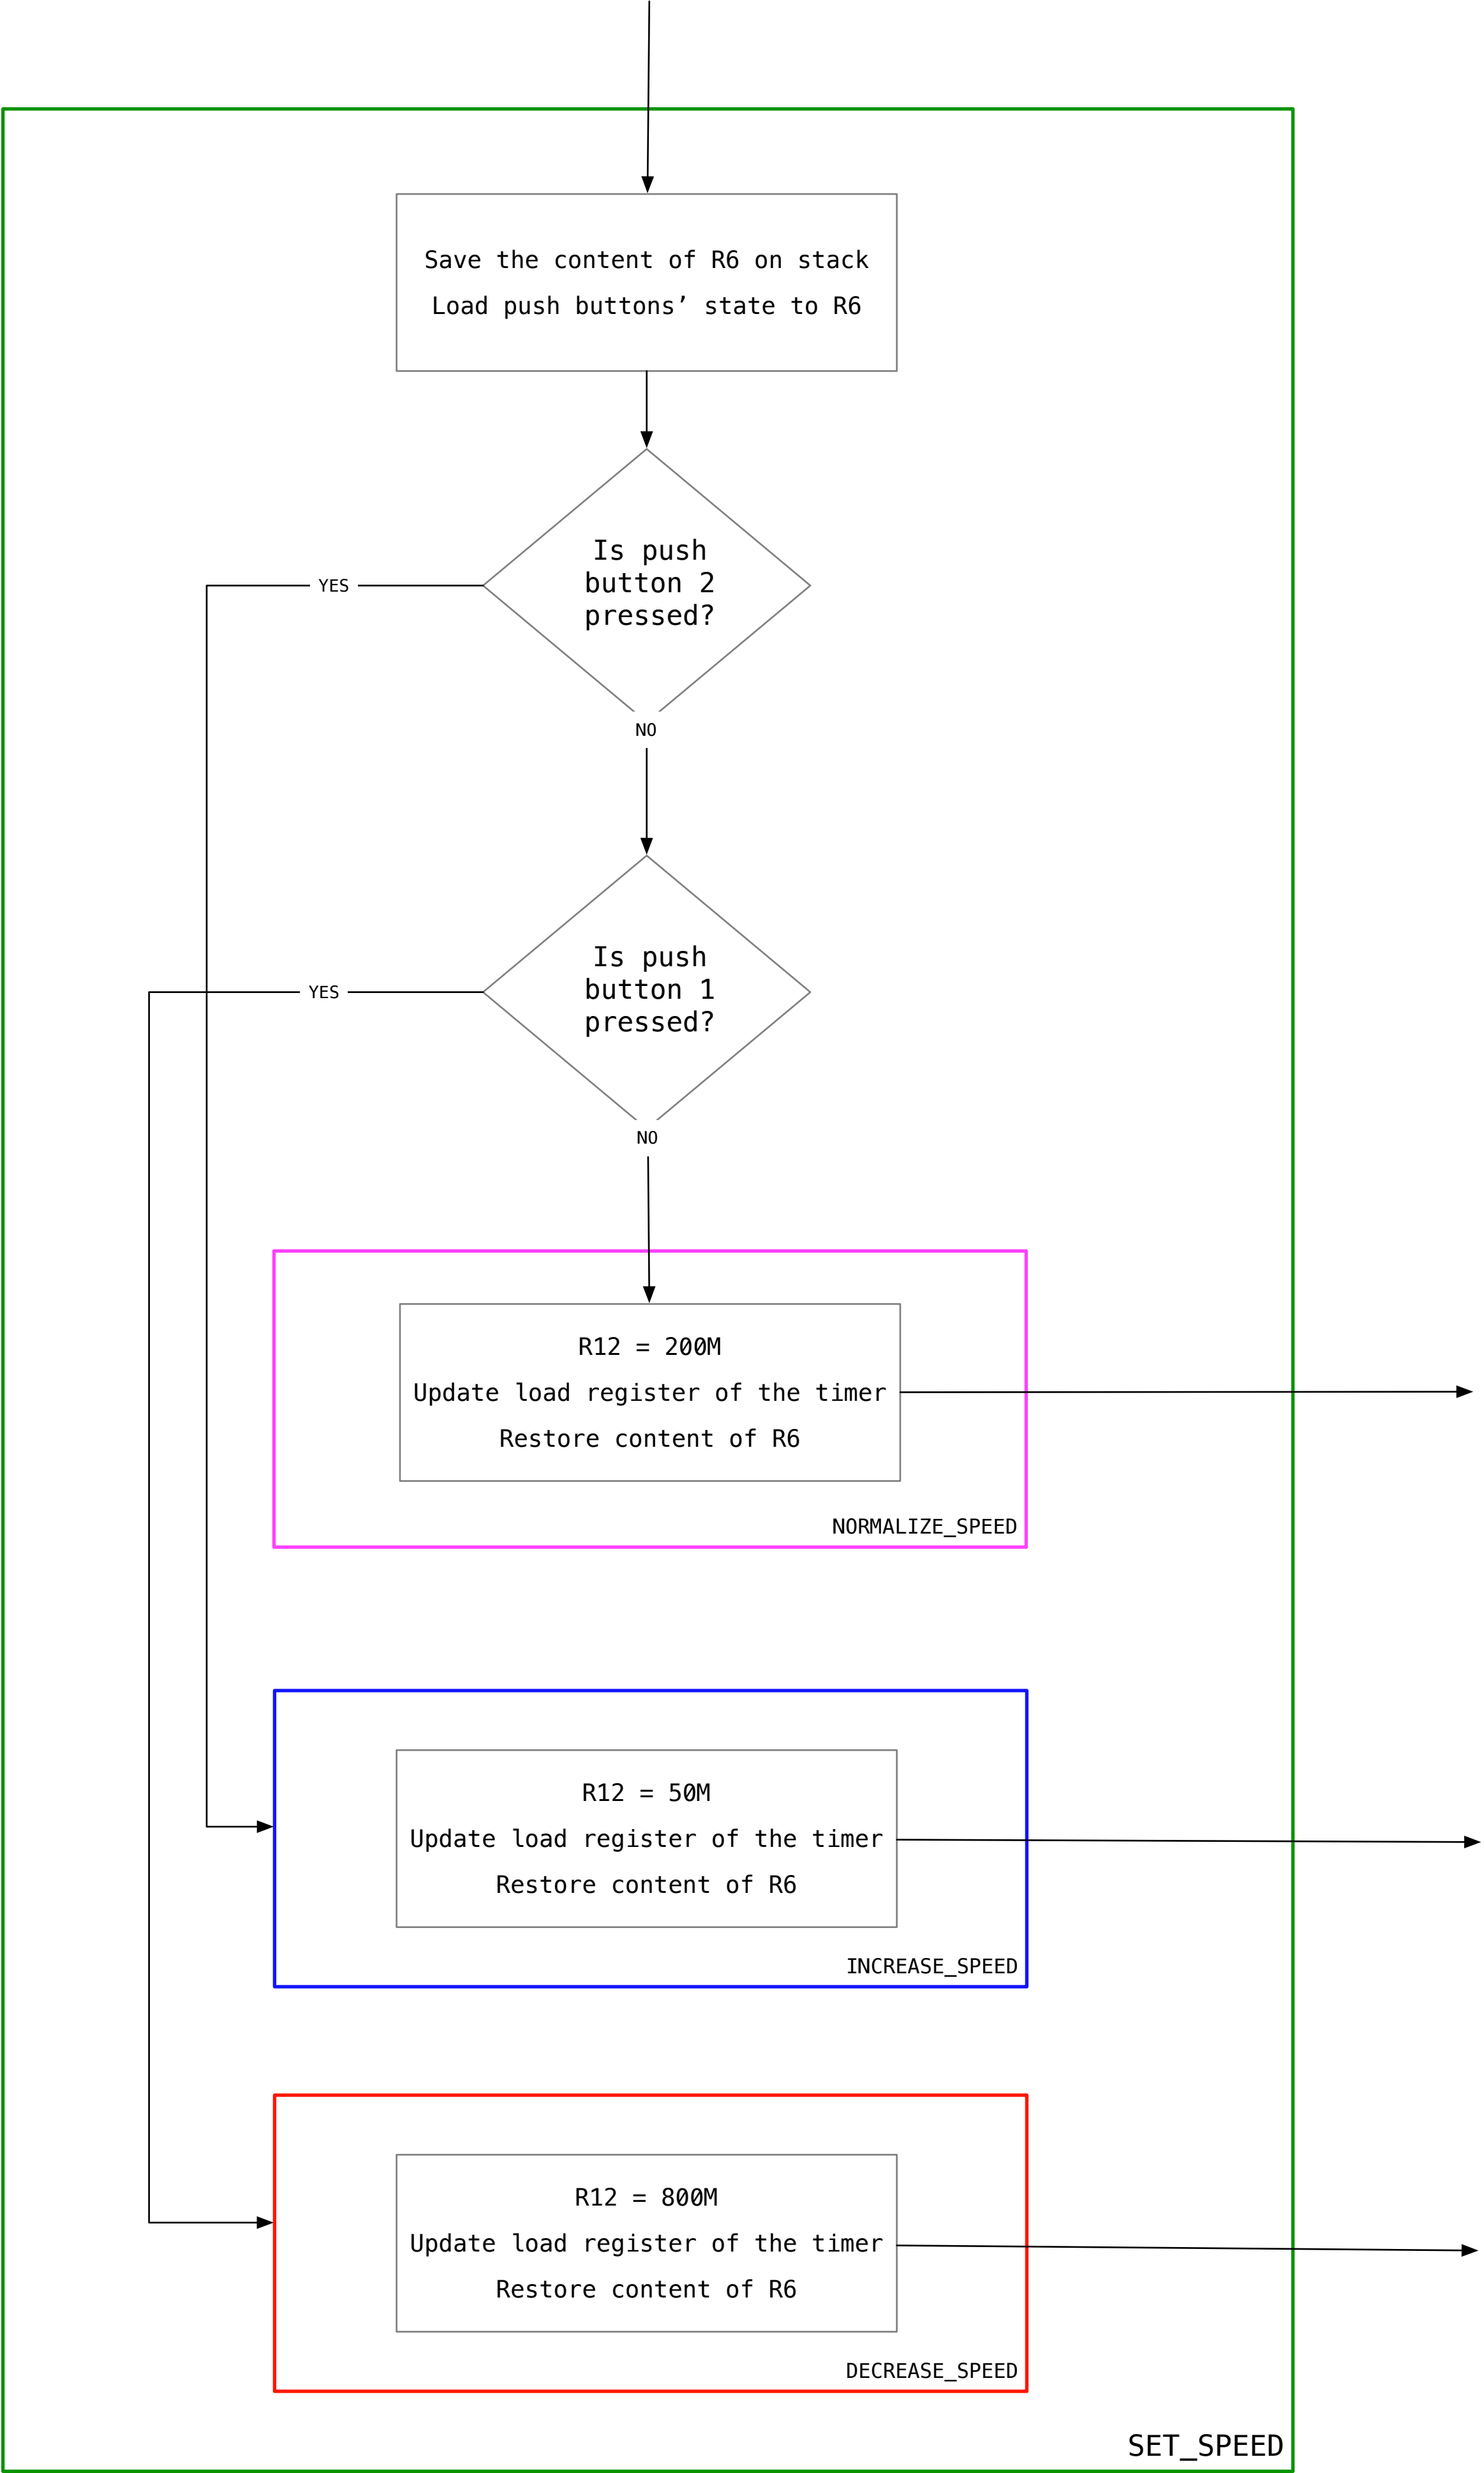 Save the content of R6 on stack
Load push buttons’ state to R6
Is push
button 2
pressed?
YES
NO
Is push
button 1
pressed?
YES
NO
R12 = 200M
Update load register of the timer
Restore content of R6
NORMALIZE_SPEED
R12 = 50M
Update load register of the timer
Restore content of R6
INCREASE_SPEED
R12 = 800M
Update load register of the timer
Restore content of R6
DECREASE_SPEED
SET_SPEED